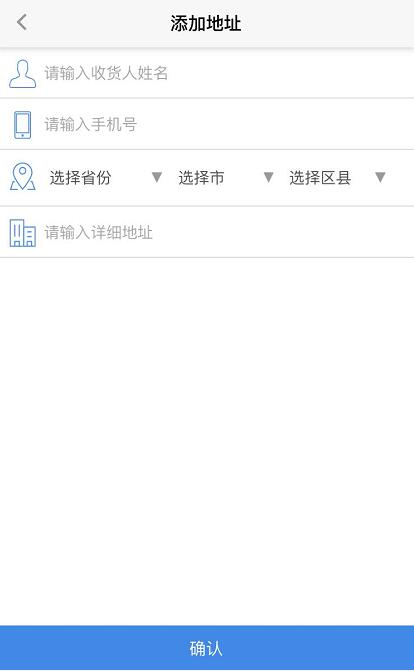 添加地址
请输入收货人姓名
请输入手机号
选择省份 ▼ 选择市 ▼ 选择区县 ▼
请输入详细地址
确认